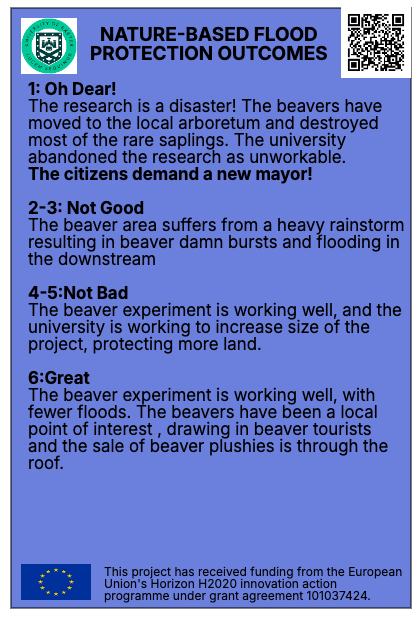 NATURE-BASED FLOOD
PROTECTION OUTCOMES
1: Oh Dear!
The research is a disaster! The beavers have
moved to the local arboretum and destroyed
most of the rare saplings. The university
abandoned the research as unworkable.
The citizens demand a new mayor!
2-3: Not Good
The beaver area suffers from a heavy rainstorm
resulting in beaver damn bursts and flooding in
the downstream
4-5:Not Bad
The beaver experiment is working well, and the
university is working to increase size of the
project, protecting more land.
6:Great
The beaver experiment is working well, with
fewer floods. The beavers have been a local
point of interest , drawing in beaver tourists
and the sale of beaver plushies is through the
roof.
This project has received funding from the European
Union's Horizon H2020 innovation action
programme under grant agreement 101037424.